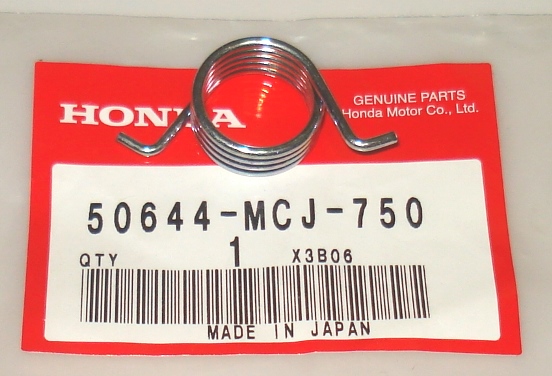 HONDA
GENUINE PARTS
Honda Motor Co., Ltd.
50644-MCJ-750
QTY 1 X3B06
MADE IN JAPAN